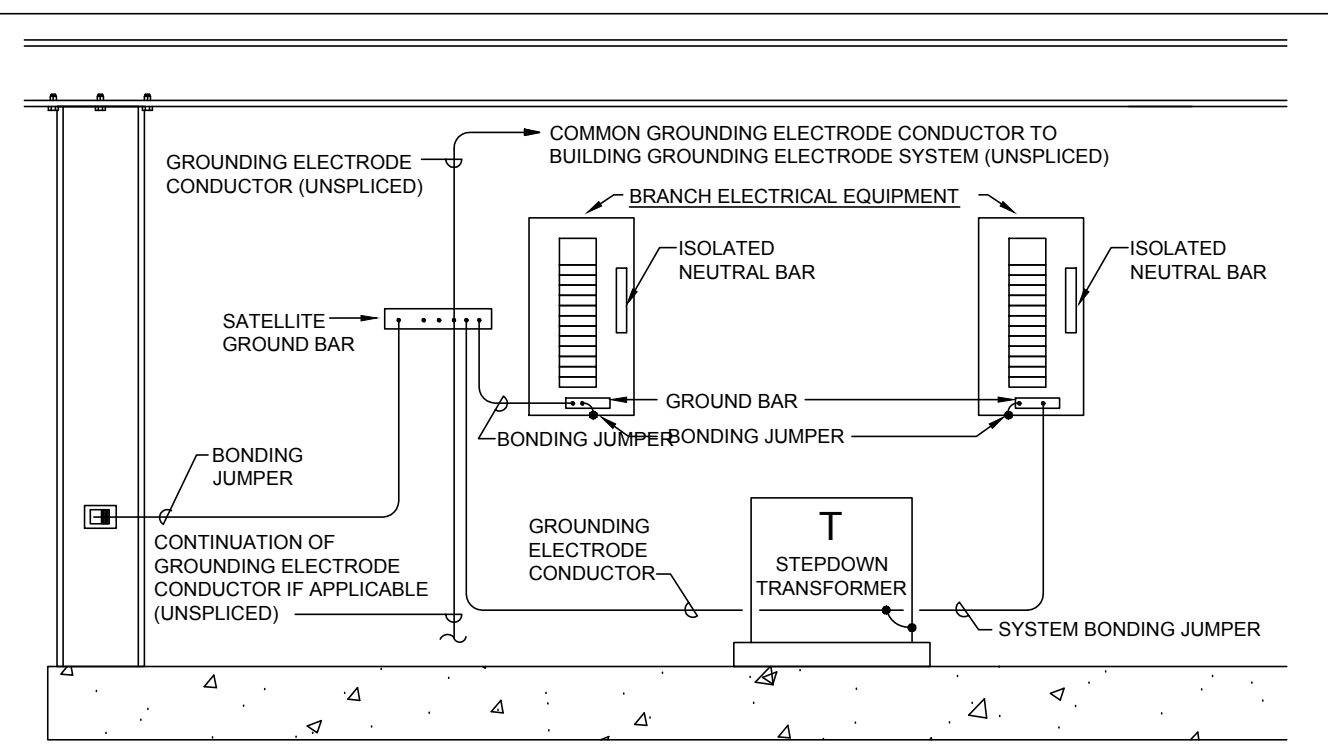 COMMON GROUNDING ELECTRODE CONDUCTOR TO
BUILDING GROUNDING ELECTRODE SYSTEM (UNSPLICED)
GROUNDING ELECTRODE
CONDUCTOR (UNSPLICED)
BRANCH ELECTRICAL EQUIPMENT
ISOLATED
NEUTRAL BAR
ISOLATED
NEUTRAL BAR
SATELLITE
GROUND BAR
GROUND BAR
BONDING JUMPER
BONDING JUMPER
BONDING
JUMPER
CONTINUATION OF
GROUNDING ELECTRODE
CONDUCTOR IF APPLICABLE
(UNSPLICED)
GROUNDING
ELECTRODE
CONDUCTOR
T
STEPDOWN
TRANSFORMER
SYSTEM BONDING JUMPER